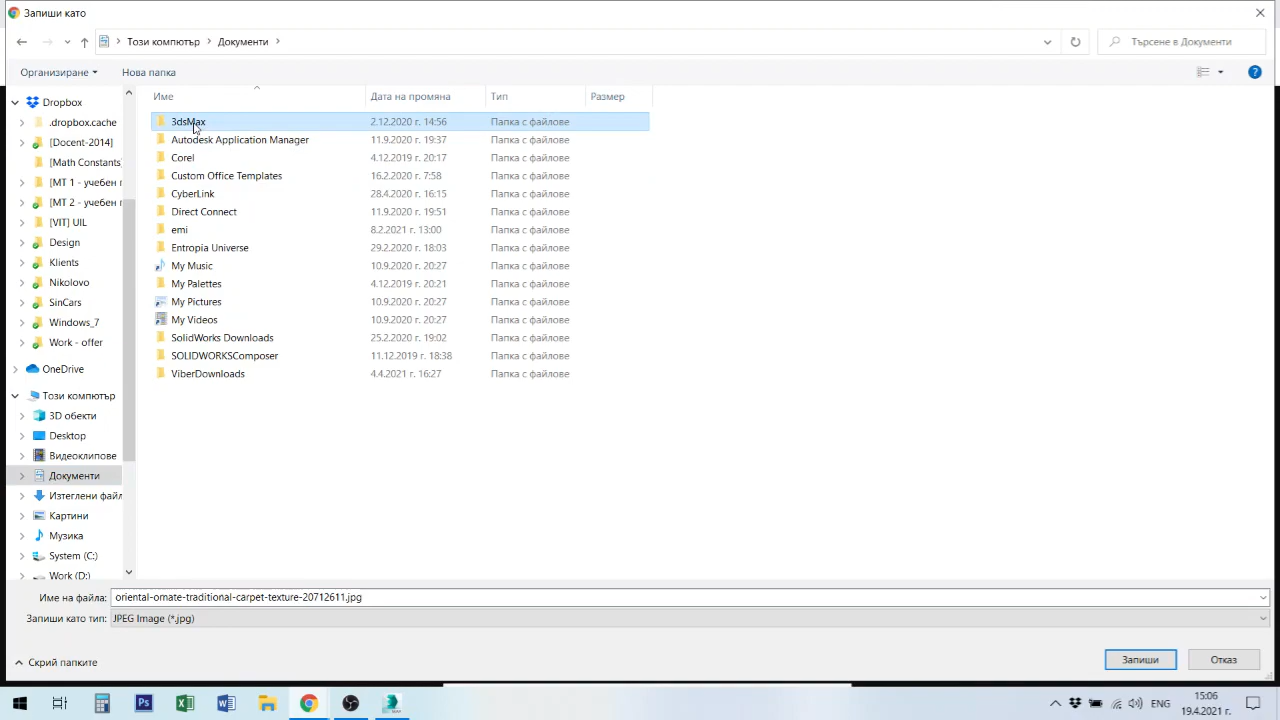 Запиши като
Този компютър
Документи
Търсене в Документи
Организиране
Нова папка
Име
Дата на промяна
Тип
Размер
Dropbox
.dropbox.cache
[Docent-2014]
[Math Constants
[МТ 1 - учебен
[МТ 2 - учебен
[VIT] UIL
Design
Klients
Nikolovo
SinCars
Windows_7
Work - offer
OneDrive
Този компютър
3D обекти
Desktop
Видеоклипове
Документи
Изтеглени файл
Картини
Музика
System (C:)
Work (D:)
3dsMax 2.12.2020 г. 14:56 Папка с файлове
Autodesk Application Manager 11.9.2020 г. 19:37 Папка с файлове
Corel 4.12.2019 г. 20:17 Папка с файлове
Custom Office Templates 16.2.2020 г. 7:58 Папка с файлове
CyberLink 28.4.2020 г. 16:15 Папка с файлове
Direct Connect 11.9.2020 г. 19:51 Папка с файлове
emi 8.2.2021 г. 13:00 Папка с файлове
Entropia Universe 29.2.2020 г. 18:03 Папка с файлове
My Music 10.9.2020 г. 20:27 Папка с файлове
My Palettes 4.12.2019 г. 20:21 Папка с файлове
My Pictures 10.9.2020 г. 20:27 Папка с файлове
My Videos 10.9.2020 г. 20:27 Папка с файлове
SolidWorks Downloads 25.2.2020 г. 19:02 Папка с файлове
SOLIDWORKSComposer 11.12.2019 г. 18:38 Папка с файлове
ViberDownloads 4.4.2021 г. 16:27 Папка с файлове
Име на файла: oriental-ornate-traditional-carpet-texture-20712611.jpg
Запиши като тип: JPEG Image (*.jpg)
Скрий папките
Запиши
Отказ
Ps
ENG
15:06
19.4.2021 г.